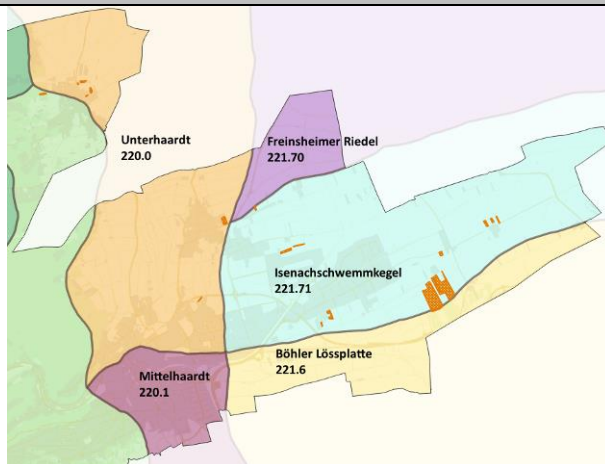 Unterhaardt
220.0
Freinsheimer Riedel
221.70
Isenachschwemmkegel
221.71
Böhler Lössplatte
221.6
Mittelhaardt
220.1